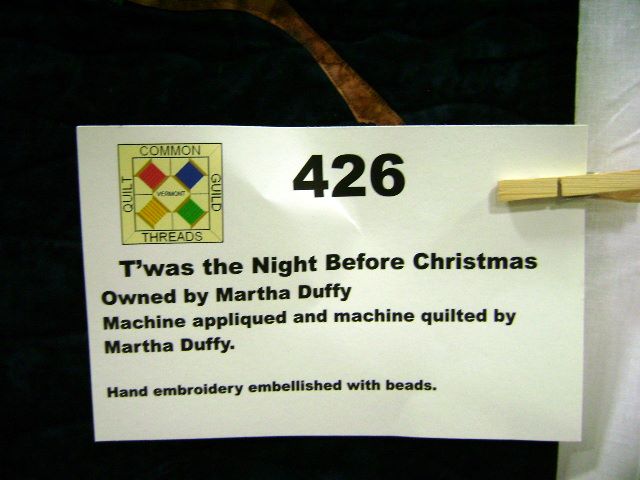 COMMON
QUILT
VERMONT
GUILD
THREADS
426
T'was the Night Before Christmas
Owned by Martha Duffy
Machine appliqued and machine quilted by
Martha Duffy.
Hand embroidery embellished with beads.